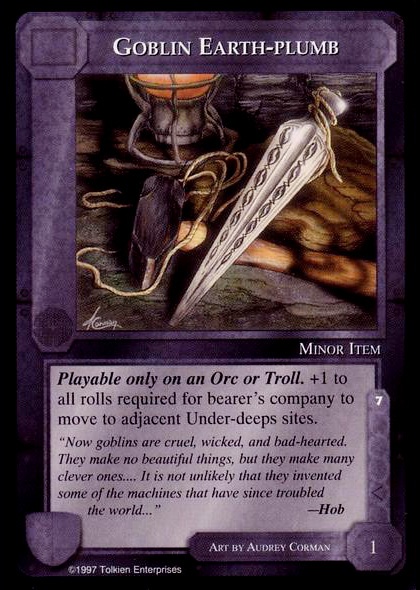 GOBLIN EARTH-PLUMB
Corman
MINOR ITEM
Playable only on an Orc or Troll. +1 to
all rolls required for bearer's company to
move to adjacent Under-deeps sites.
7
"Now goblins are cruel, wicked, and bad-hearted.
They make no beautiful things, but they make many
clever ones.... It is not unlikely that they invented
some of the machines that have since troubled
the world..." —Hob
ART BY AUDREY CORMAN
1
©1997 Tolkien Enterprises